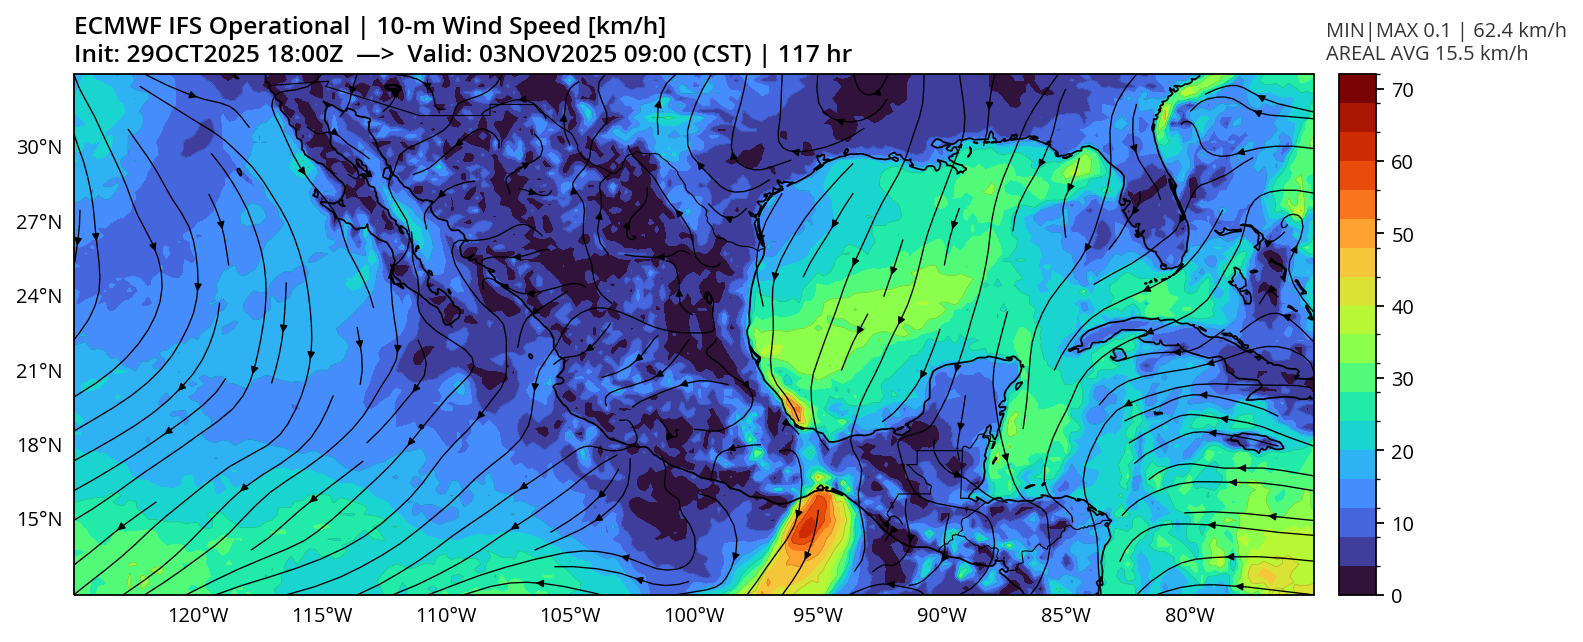 ECMWF IFS Operational | 10-m Wind Speed [km/h]
Init: 29OCT2025 18:00Z —> Valid: 03NOV2025 09:00 (CST) | 117 hr
MIN|MAX 0.1 | 62.4 km/h
AREAL AVG 15.5 km/h
30°N
27°N
24°N
21°N
18°N
15°N
120°W
115°W
110°W
105°W
100°W
95°W
90°W
85°W
80°W
70
60
50
40
30
20
10
0